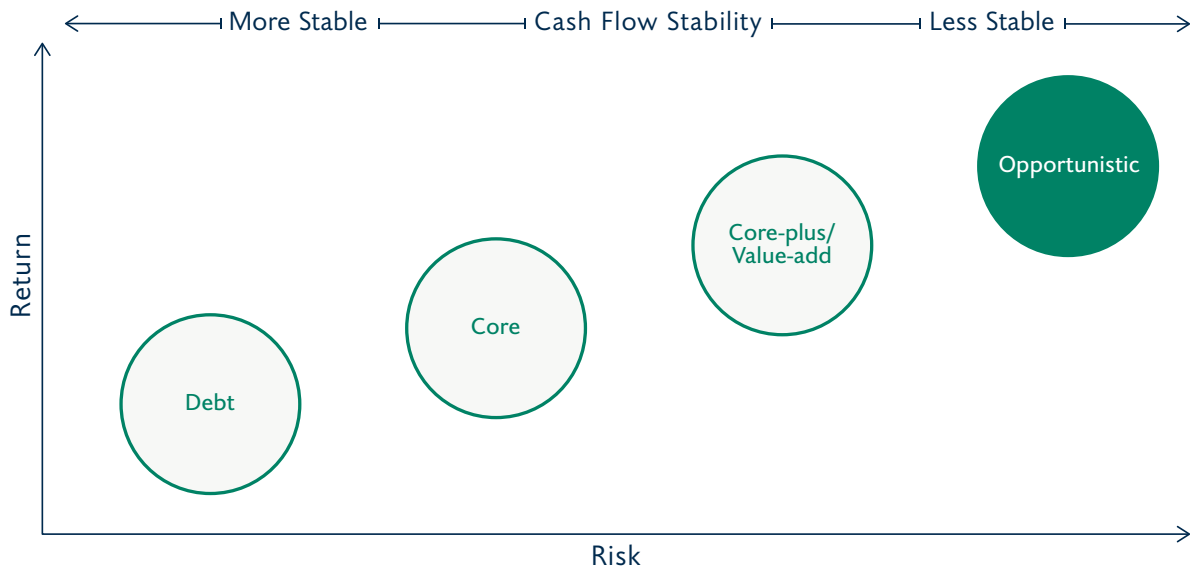 More Stable
Cash Flow Stability
Less Stable
Opportunistic
Core-plus/
Value-add
Core
Debt
Return
Risk